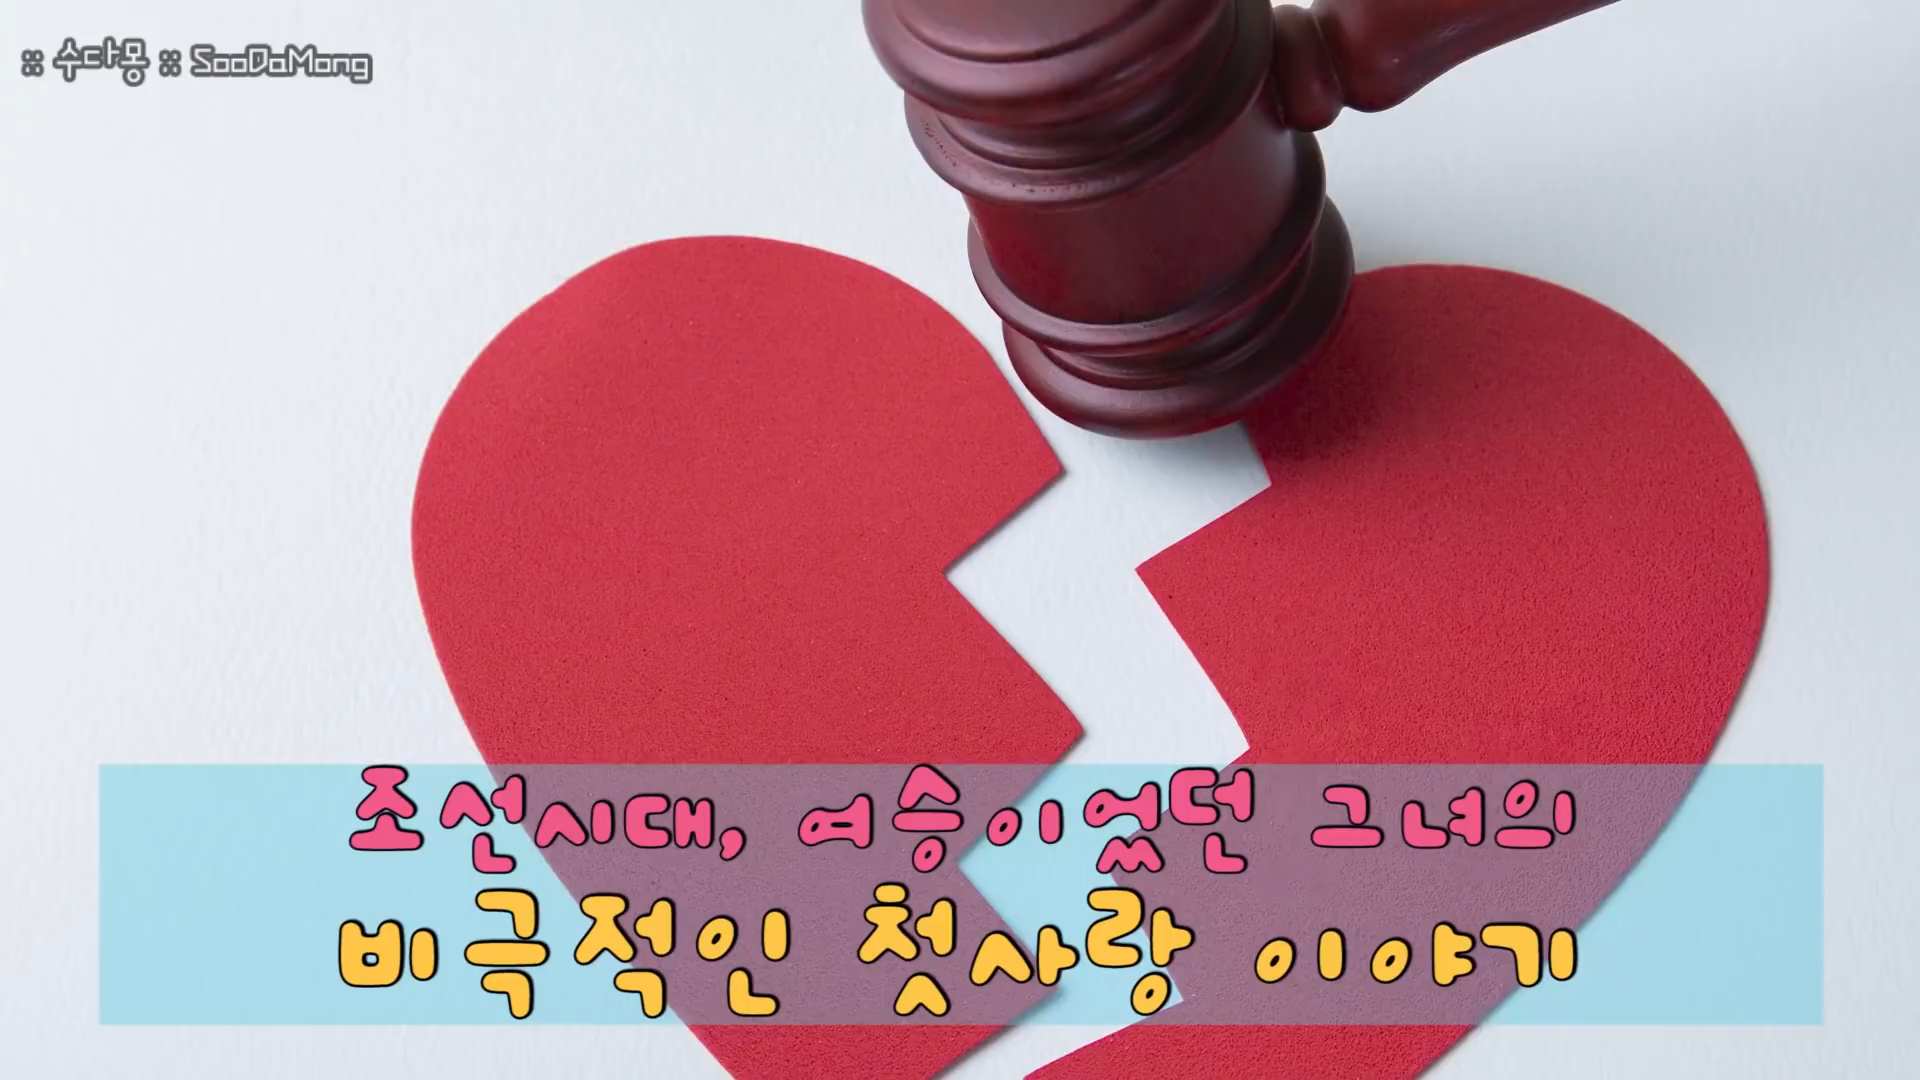 :: 수다몽 :: SooDaMong
조선시대, 여승이었던 그녀의
비극적인 첫사랑 이야기